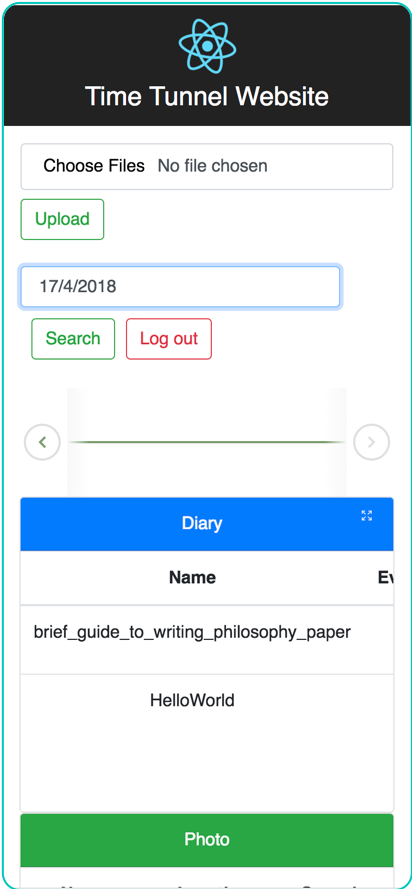 Time Tunnel Website
Choose Files No file chosen
Upload
17/4/2018
Search Log out
Diary
Name
brief_guide_to_writing_philosophy_paper
HelloWorld
Photo